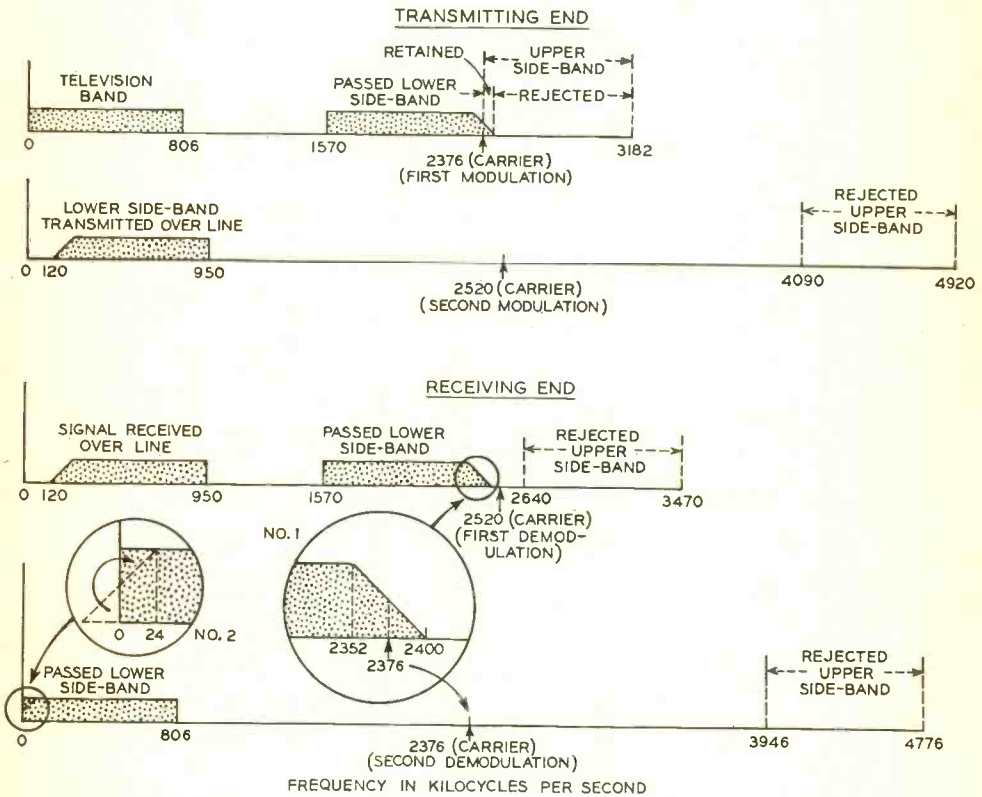 TRANSMITTING END
RETAINED
UPPER
SIDE-BAND
TELEVISION
BAND
PASSED LOWER
SIDE-BAND
REJECTED
0
806
1570
3182
2376 (CARRIER)
(FIRST MODULATION)
LOWER SIDE-BAND
TRANSMITTED OVER LINE
REJECTED
UPPER
SIDE-BAND
0
120
950
2520 (CARRIER)
(SECOND MODULATION)
4090
4920
RECEIVING END
SIGNAL RECEIVED
OVER LINE
PASSED LOWER
SIDE-BAND
REJECTED
UPPER
SIDE-BAND
0
120
950
1570
2640
3470
2520 (CARRIER)
(FIRST DEMOD-
ULATION)
NO. 1
0
24
NO. 2
2352
2400
2376
PASSED LOWER
SIDE-BAND
REJECTED
UPPER
SIDE-BAND
0
806
2376 (CARRIER)
(SECOND DEMODULATION)
3946
4776
FREQUENCY IN KILOCYCLES PER SECOND